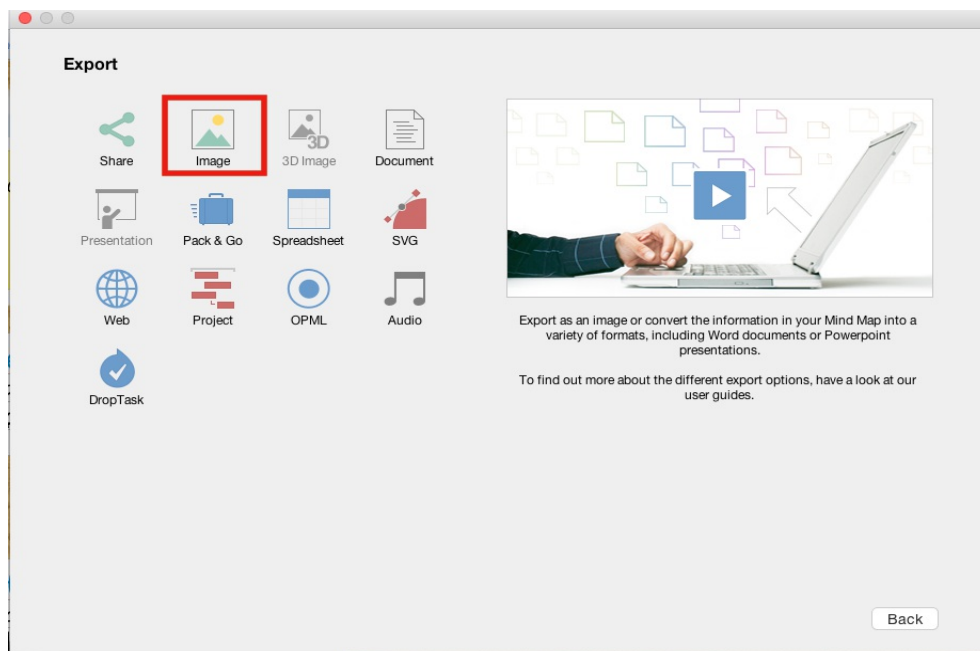 Export
Share
Image
3D
3D Image
Document
Presentation
Pack & Go
Spreadsheet
SVG
Web
Project
OPML
Audio
DropTask
Export as an image or convert the information in your Mind Map into a
variety of formats, including Word documents or Powerpoint
presentations.
To find out more about the different export options, have a look at our
user guides.
Back